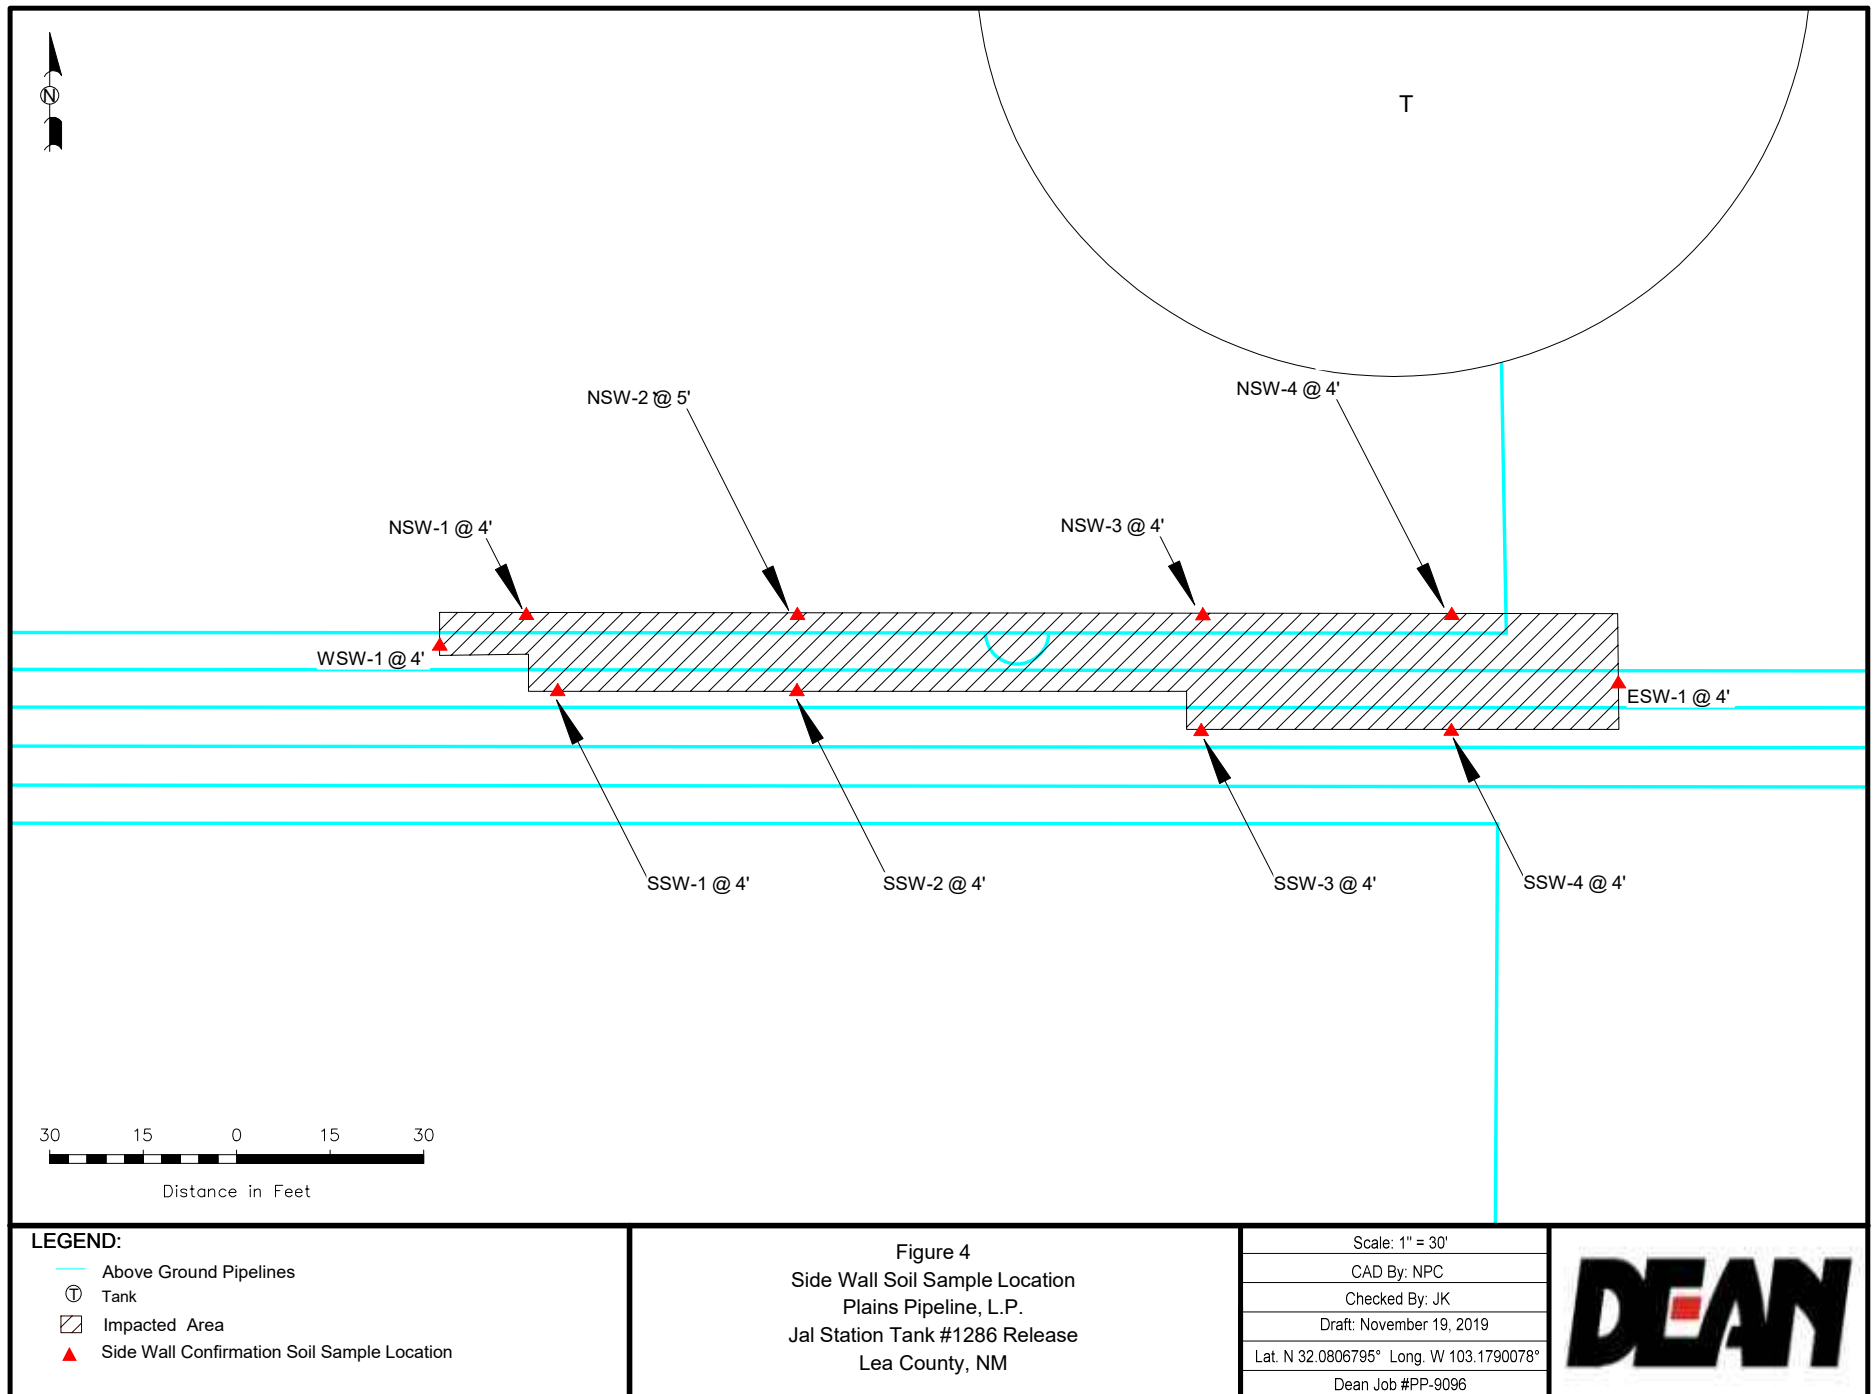 N
T
NSW-2 @ 5'
NSW-4 @ 4'
NSW-1 @ 4'
NSW-3 @ 4'
WSW-1 @ 4'
ESW-1 @ 4'
SSW-1 @ 4'
SSW-2 @ 4'
SSW-3 @ 4'
SSW-4 @ 4'
30 15 0 15 30
Distance in Feet
LEGEND:
Above Ground Pipelines
T Tank
Impacted Area
Side Wall Confirmation Soil Sample Location
Figure 4
Side Wall Soil Sample Location
Plains Pipeline, L.P.
Jal Station Tank #1286 Release
Lea County, NM
Scale: 1" = 30'
CAD By: NPC
Checked By: JK
Draft: November 19, 2019
Lat. N 32.0806795° Long. W 103.1790078°
Dean Job #PP-9096
DEAN